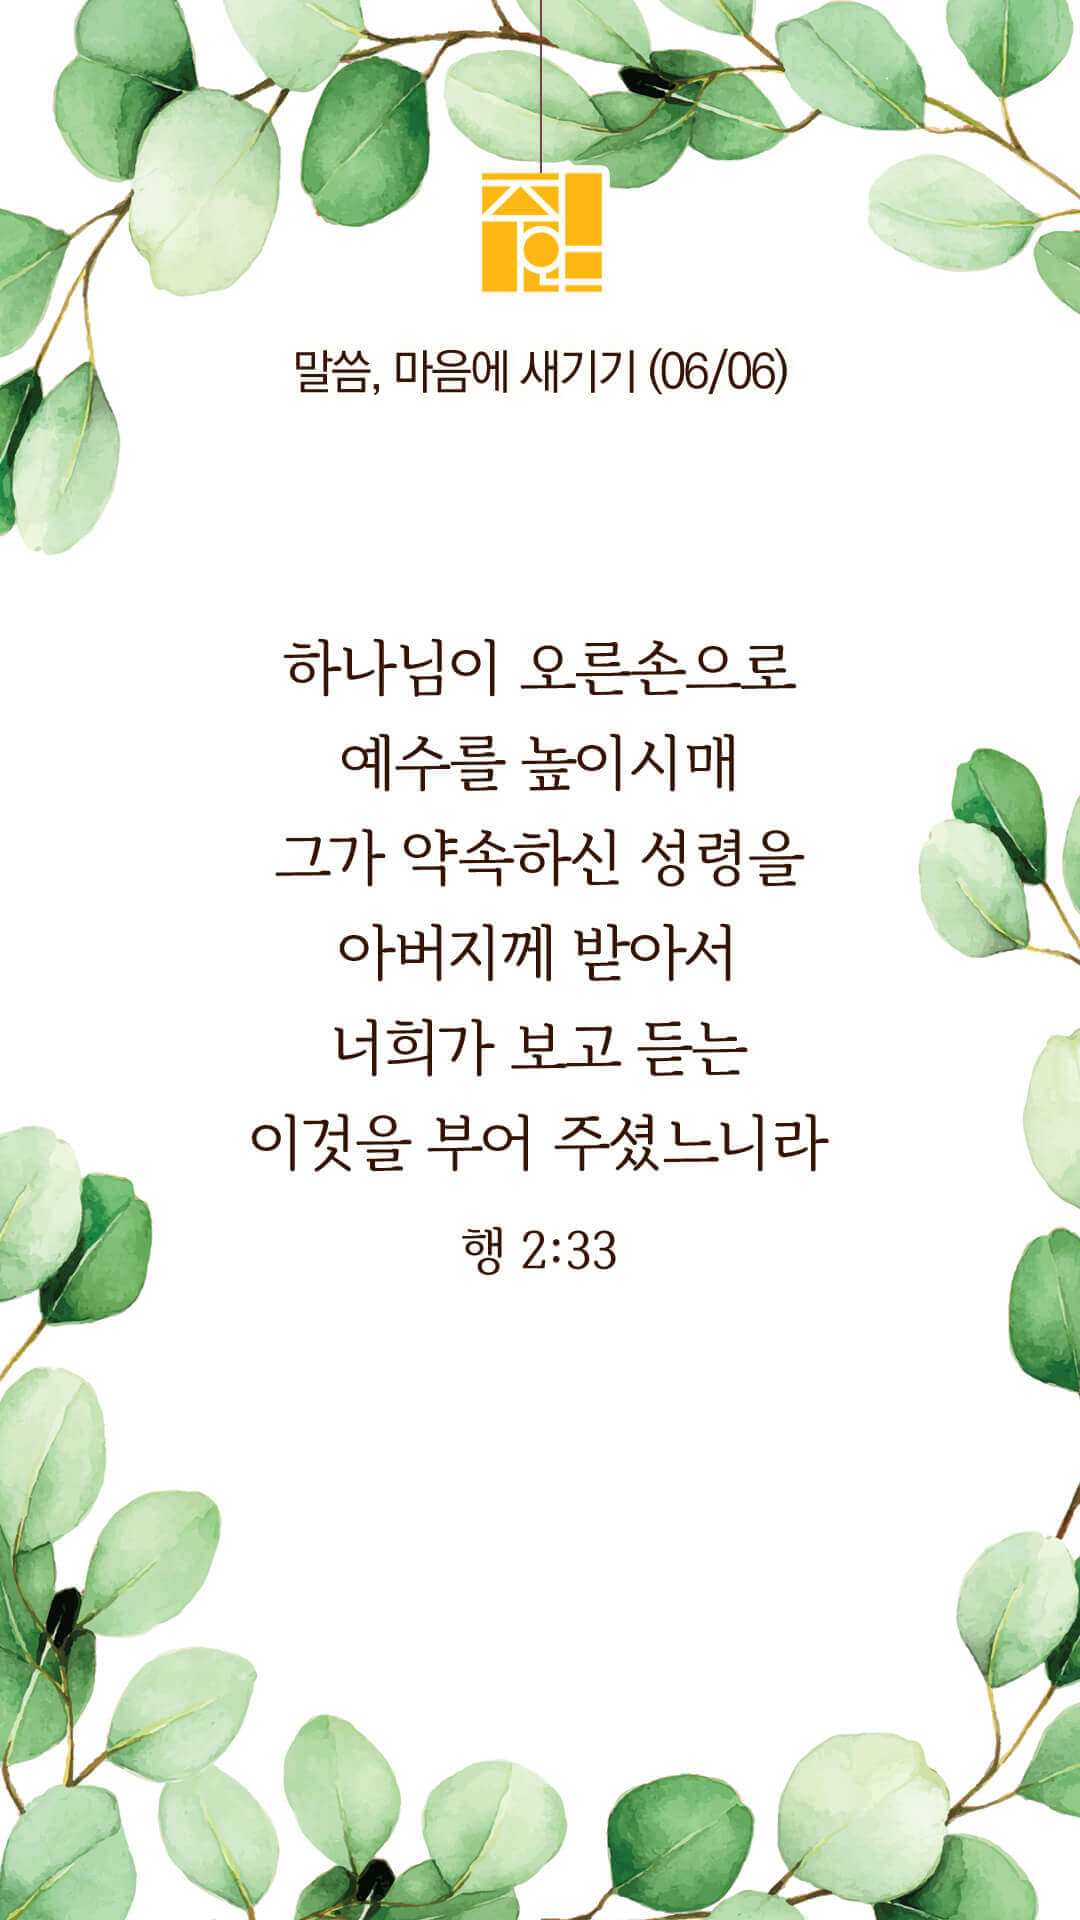 주인
말씀, 마음에 새기기 (06/06)
하나님이 오른손으로
예수를 높이시매
그가 약속하신 성령을
아버지께 받아서
너희가 보고 듣는
이것을 부어 주셨느니라
행 2:33